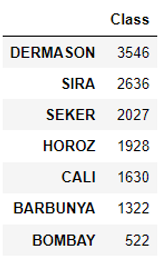 Class
DERMASON 3546
SIRA 2636
SEKER 2027
HOROZ 1928
CALI 1630
BARBUNYA 1322
BOMBAY 522